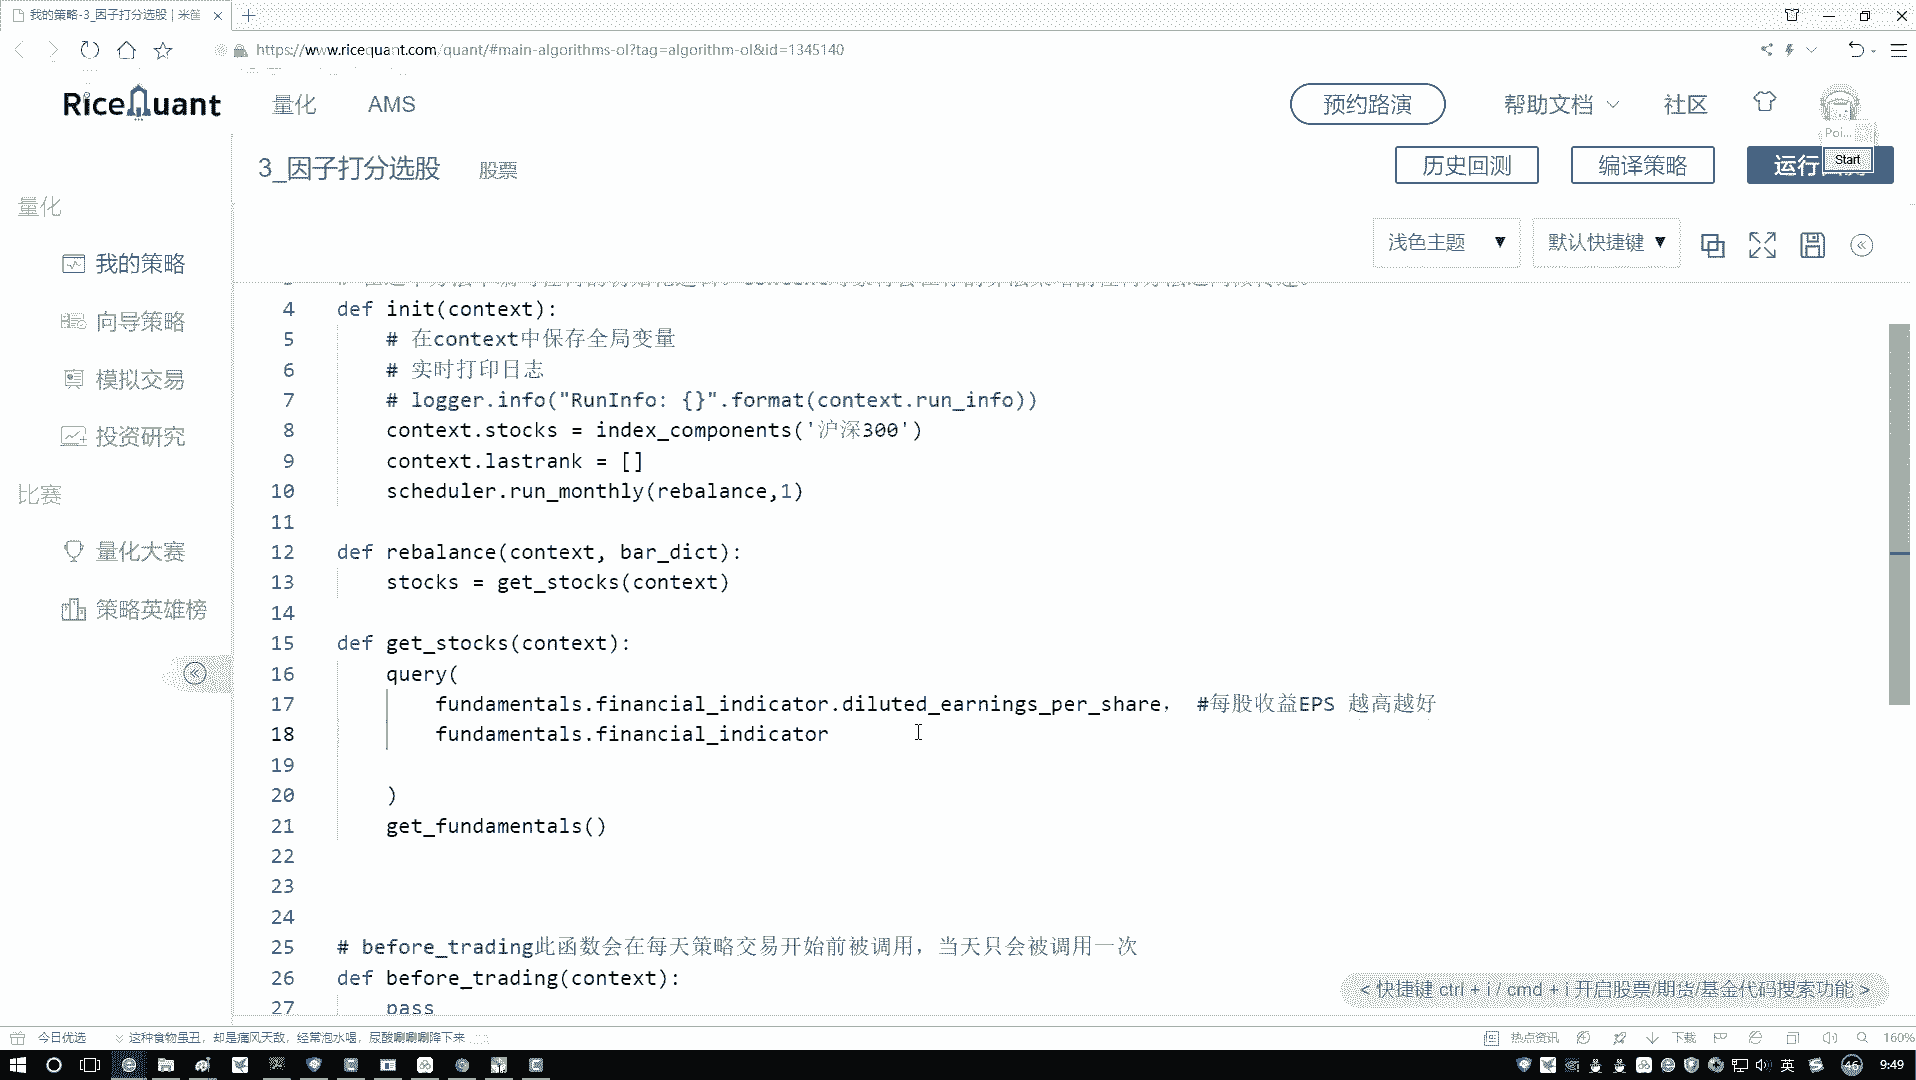 我的策略-3_因子打分选股 | 米筐
https://www.ricequant.com/quant/#main-algorithms-ol?tag=algorithm-ol&id=1345140
RiceQuant 量化 AMS 预约路演 帮助文档 社区
Poi...
3_因子打分选股 股票 历史回测 编译策略 运行 Start
量化
浅色主题 ▼ 默认快捷键 ▼
我的策略
向导策略
模拟交易
投资研究
比赛
量化大赛
策略英雄榜
4 def init(context):
5 # 在context中保存全局变量
6 # 实时打印日志
7 # logger.info("RunInfo: {}".format(context.run_info))
8 context.stocks = index_components('沪深300')
9 context.lastrank = []
10 scheduler.run_monthly(rebalance,1)
11
12 def rebalance(context, bar_dict):
13 stocks = get_stocks(context)
14
15 def get_stocks(context):
16 query(
17 fundamentals.financial_indicator.diluted_earnings_per_share， #每股收益EPS 越高越好
18 fundamentals.financial_indicator
19
20 )
21 get_fundamentals()
22
23
24
25 # before_trading此函数会在每天策略交易开始前被调用，当天只会被调用一次
26 def before_trading(context):
27 pass
< 快捷键 ctrl + i / cmd + i 开启股票/期货/基金代码搜索功能 >
今日优选 这种食物虽丑，却是痛风天敌，经常泡水喝，尿酸唰唰唰降下来 热点资讯 下载 160%
英 46 9:49